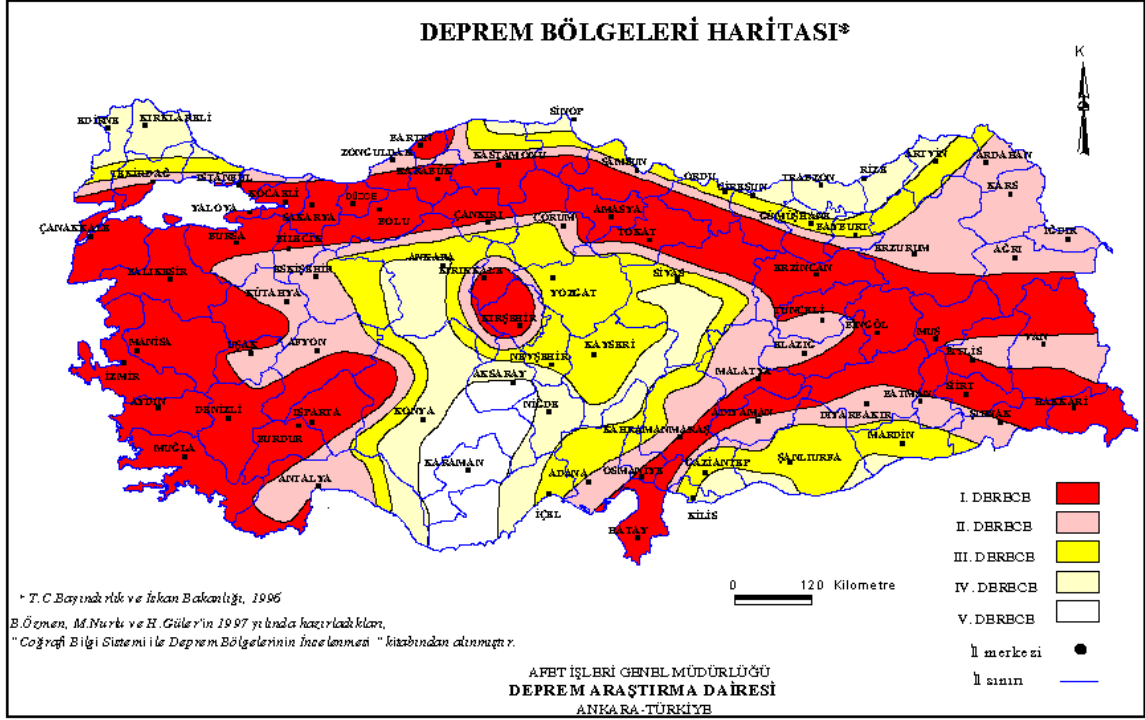 DEPREM BÖLGELERİ HARİTASI*
K
SİNOP
EDİRNE
KIRKLARELİ
BARTIN
ZONGULDAK
KASTAMONU
KARABÜK
SAMSUN
ORDU
GİRESUN
TRABZON
RİZE
ARTVİN
ARDAHAN
KARS
TEKİRDAĞ
İSTANBUL
KOCAELİ
YALOVA
SAKARYA
DÜZCE
BOLU
ÇANKIRI
ÇORUM
AMASYA
TOKAT
GÜMÜŞHANE
BAYBURT
ERZURUM
AĞRI
IĞDIR
ÇANAKKALE
BURSA
BİLECİK
ESKİŞEHİR
ANKARA
KIRIKKALE
YOZGAT
SİVAS
ERZİNCAN
BALIKESİR
KÜTAHYA
KIRŞEHİR
TUNCELİ
BİNGÖL
MUŞ
VAN
MANİSA
UŞAK
AFYON
NEVŞEHİR
KAYSERİ
ELAZIĞ
BİTLİS
İZMİR
AKSARAY
MALATYA
SİİRT
BATMAN
AYDIN
DENİZLİ
ISPARTA
KONYA
NİĞDE
ADIYAMAN
DIYARBAKIR
ŞIRNAK
HAKKARİ
BURDUR
KAHRAMANMARAŞ
MARDİN
MUĞLA
KARAMAN
ADANA
OSMANİYE
GAZİANTEP
ŞANLIURFA
ANTALYA
İÇEL
KİLİS
HATAY
I. DERECE
II. DERECE
III. DERECE
IV. DERECE
V. DERECE
İl merkezi
İl sınırı
0 120 Kilometre
* T.C.Bayındırlık ve İskan Bakanlığı, 1996
B.Özmen, M.Nurlu ve H.Güler'in 1997 yılında hazırladıkları,
"Coğrafi Bilgi Sistemi ile Deprem Bölgelerinin İncelenmesi" kitabından alınmıştır.
AFET İŞLERİ GENEL MÜDÜRLÜĞÜ
DEPREM ARAŞTIRMA DAİRESİ
ANKARA-TÜRKİYE